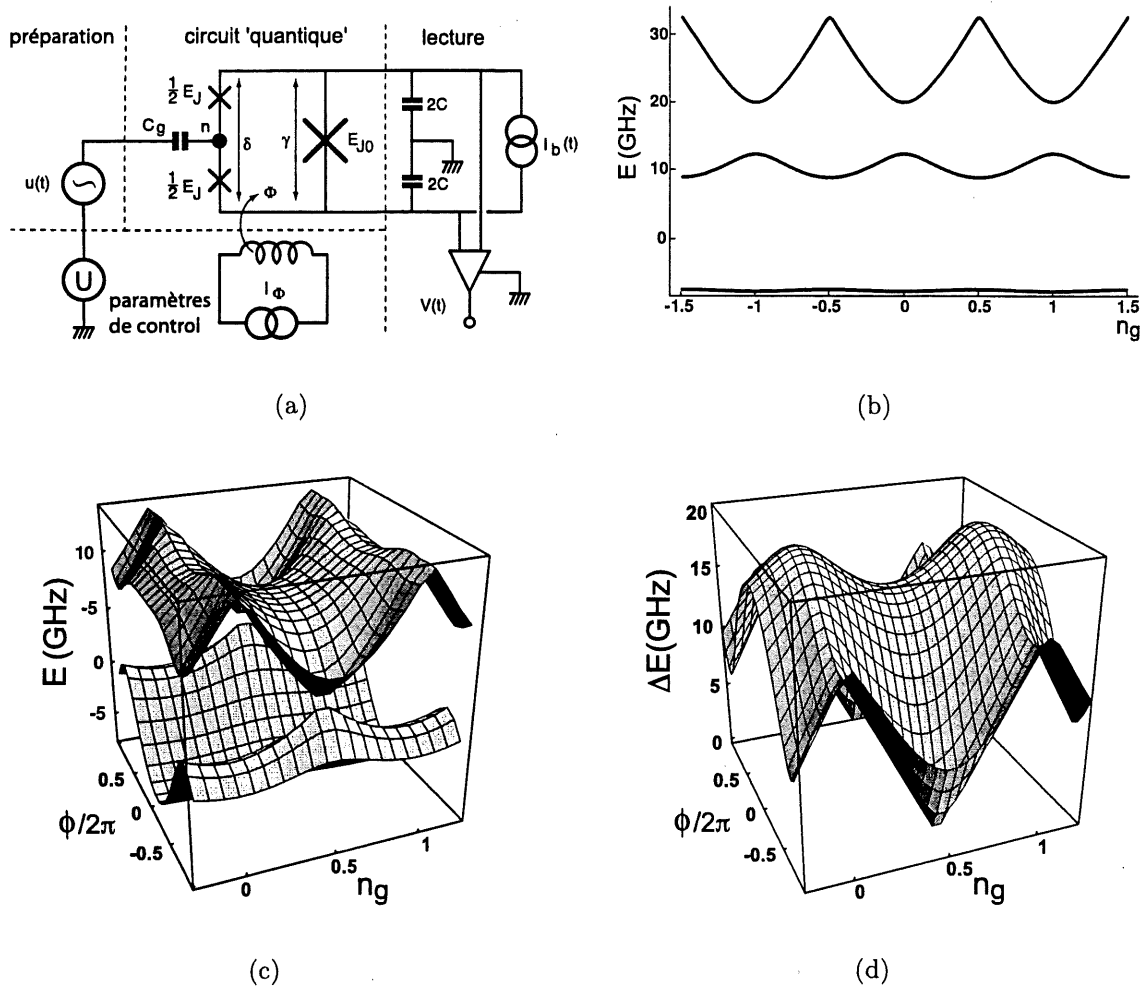 préparation
circuit 'quantique'
lecture
½ E_J
C_g
n
δ
γ
E_J0
2C
I_b(t)
u(t)
½ E_J
2C
Φ
U
paramètres
de control
I_Φ
V(t)
(a)
E (GHz)
30
20
10
0
-1.5
-1
-0.5
0
0.5
1
1.5
n_g
(b)
E (GHz)
10
-5
0
-5
0.5
0
-0.5
ϕ/2π
0
0.5
1
n_g
(c)
ΔE(GHz)
20
15
10
5
0
0.5
0
-0.5
ϕ/2π
0
0.5
1
n_g
(d)